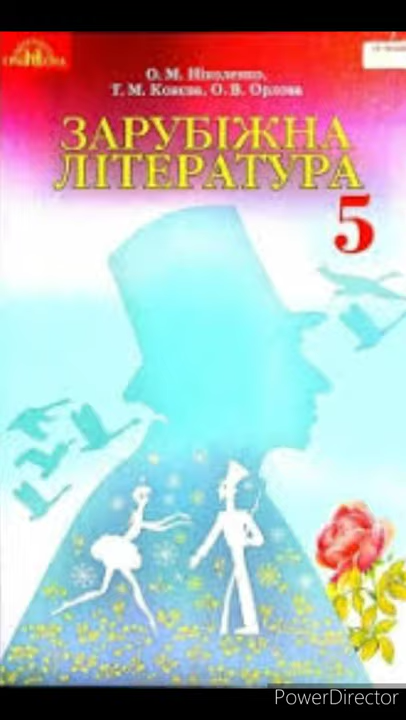 О. М. Ніколенко,
Т. М. Конєва, О. В. Орлова
ЗАРУБІЖНА
ЛІТЕРАТУРА
5
PowerDirector